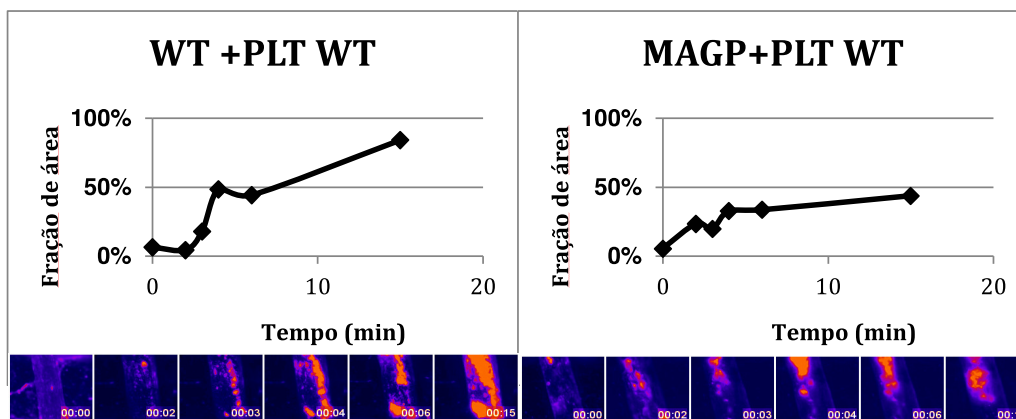 WT +PLT WT
100%
50%
0%
Fração de área
0 10 20
Tempo (min)
00:00 00:02 00:03 00:04 00:06 00:15
MAGP+PLT WT
100%
50%
0%
Fração de área
0 10 20
Tempo (min)
00:00 00:02 00:03 00:04 00:06